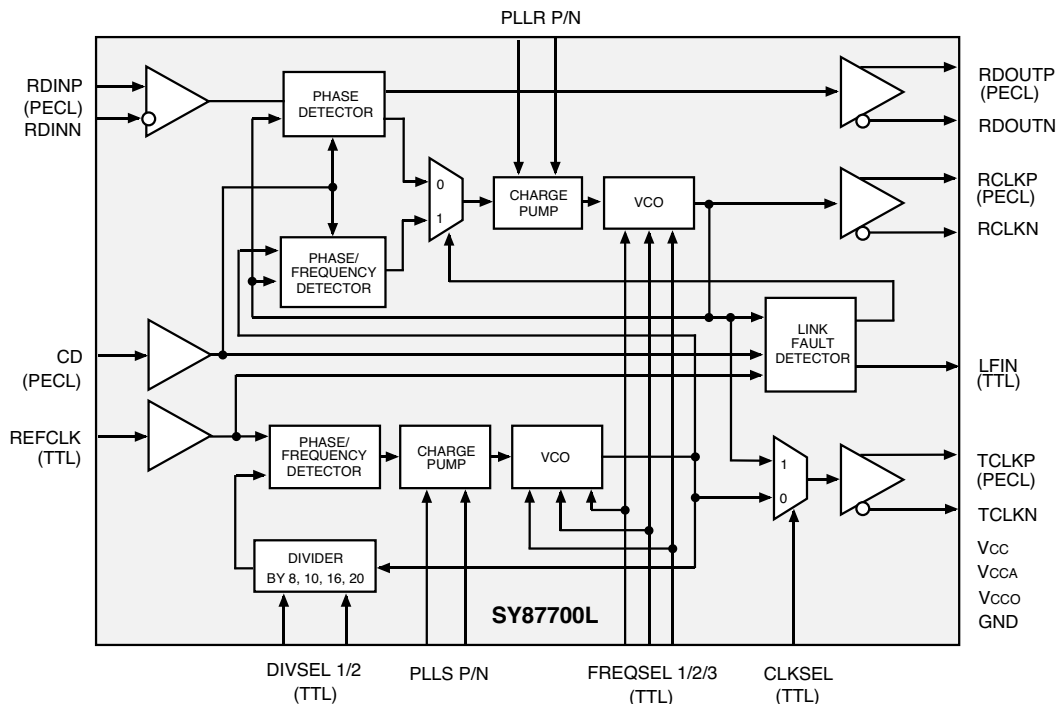 PLLR P/N
RDINP
(PECL)
RDINN
PHASE
DETECTOR
RDOUTP
(PECL)
RDOUTN
0
1
CHARGE
PUMP
VCO
RCLKP
(PECL)
RCLKN
PHASE/
FREQUENCY
DETECTOR
CD
(PECL)
LINK
FAULT
DETECTOR
LFIN
(TTL)
REFCLK
(TTL)
PHASE/
FREQUENCY
DETECTOR
CHARGE
PUMP
VCO
1
0
TCLKP
(PECL)
TCLKN
DIVIDER
BY 8, 10, 16, 20
SY87700L
VCC
VCCA
VCCO
GND
DIVSEL 1/2
(TTL)
PLLS P/N
FREQSEL 1/2/3
(TTL)
CLKSEL
(TTL)